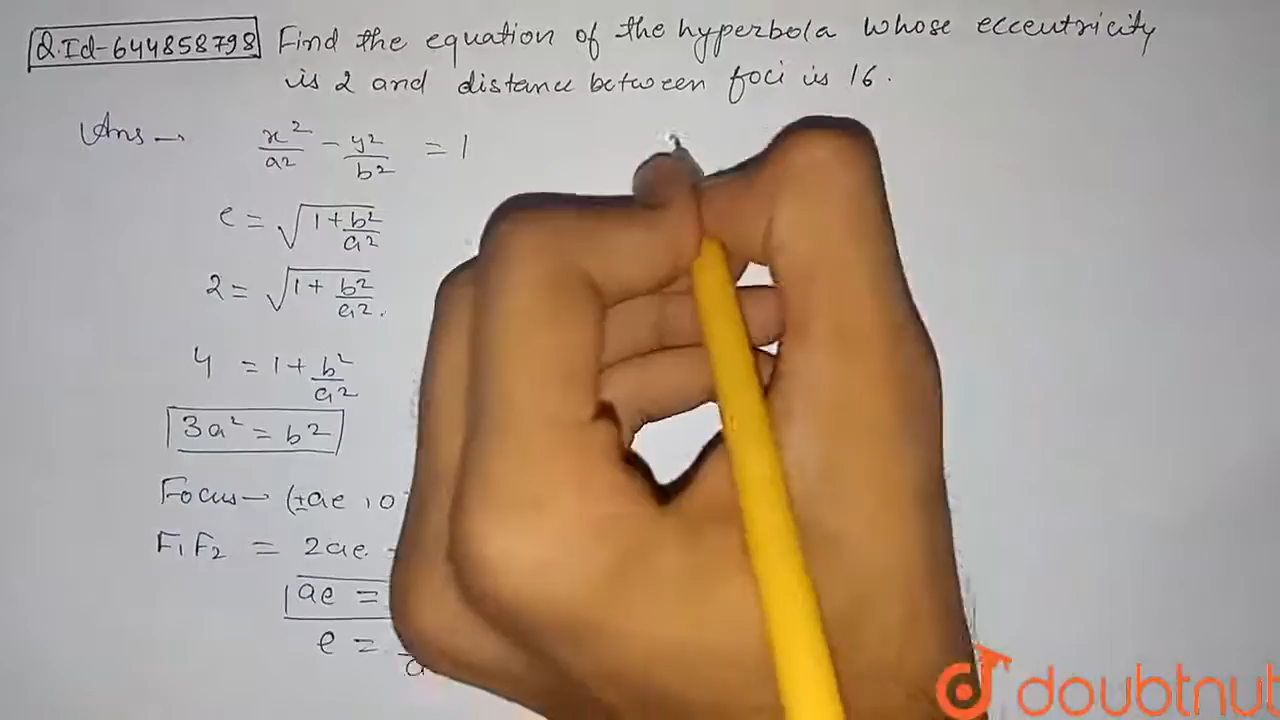 Q.Id-644858798 Find the equation of the hyperbola whose eccentricity
is 2 and distance between foci is 16.
Ans → x²/a² - y²/b² = 1
e = √(1+b²/a²)
2 = √(1+b²/a²).
4 = 1+b²/a²
3a² = b²
Focus → (±ae, 0
F₁F₂ = 2ae
ae =
e =
doubtnut